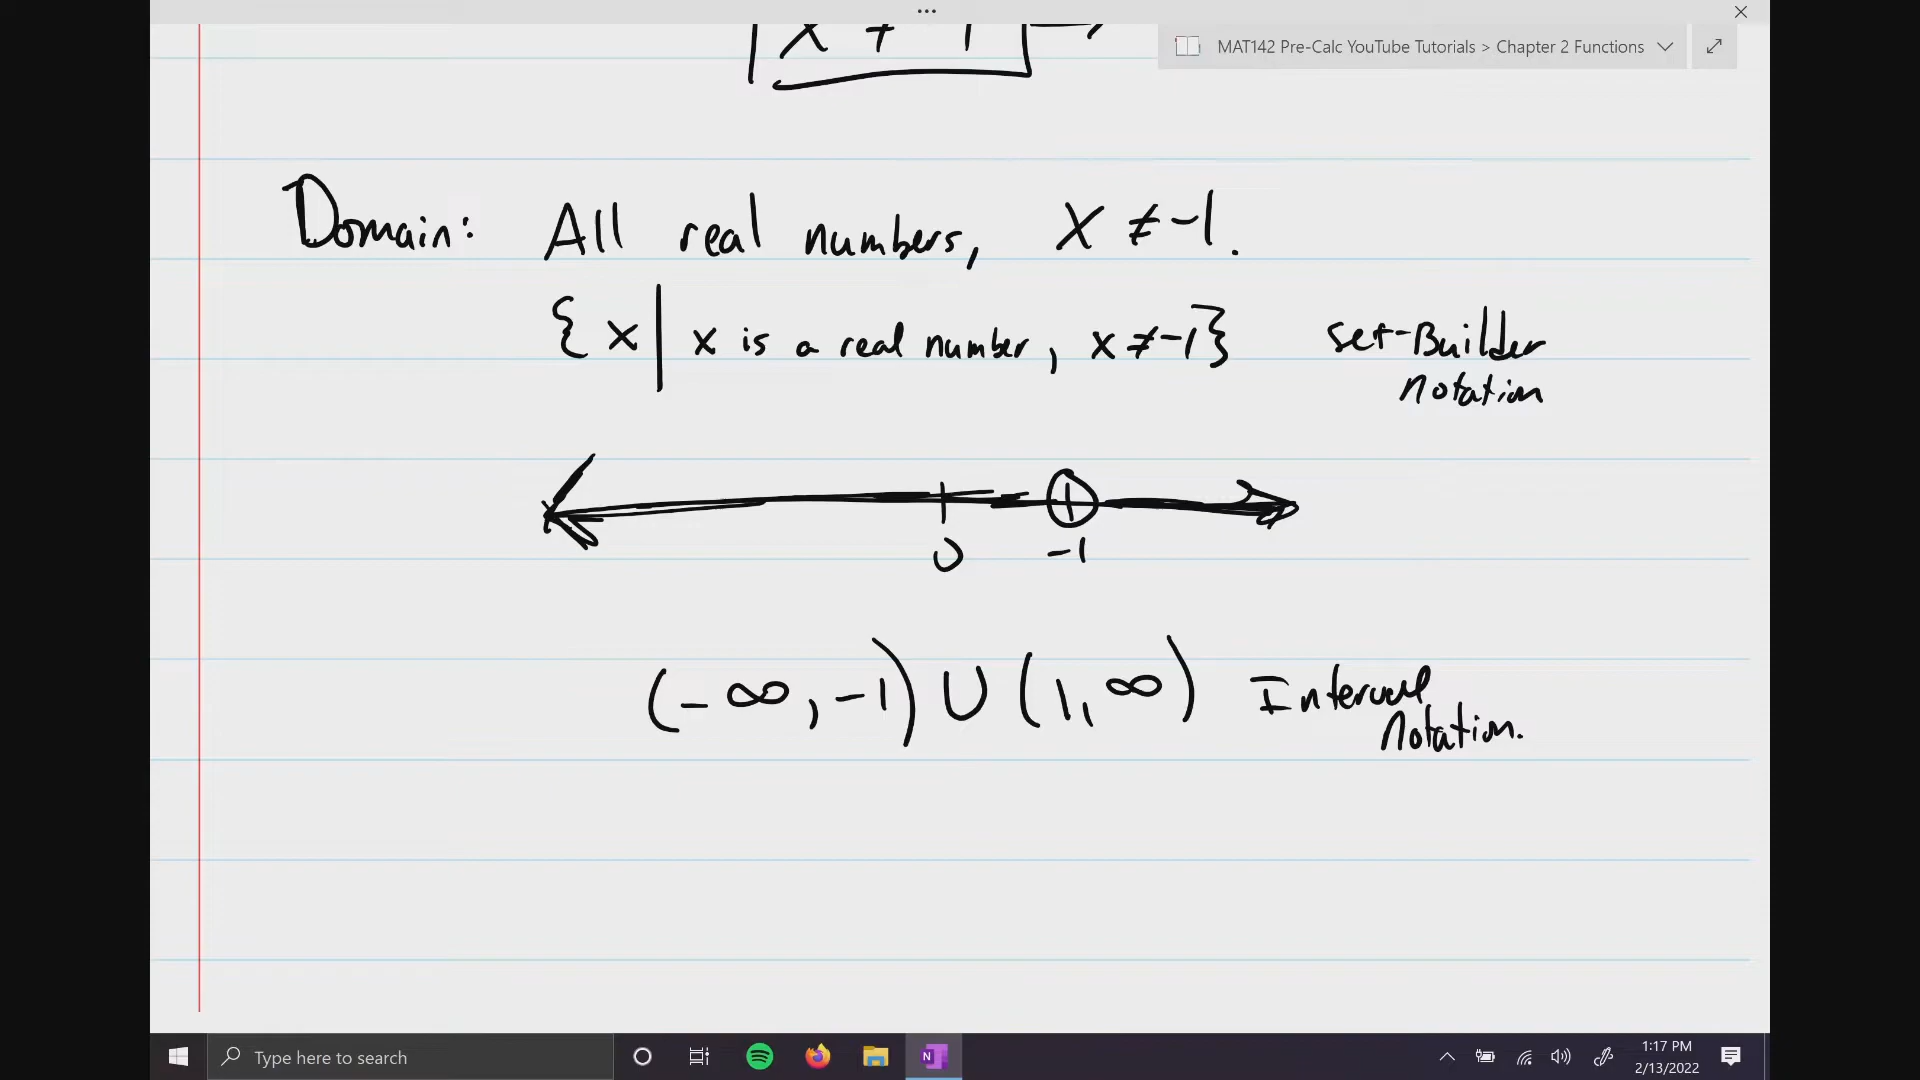 MAT142 Pre-Calc YouTube Tutorials > Chapter 2 Functions
Domain: All real numbers, X ≠ -1.
{ x | x is a real number, x ≠ -1} set-Builder
notation
0 -1
(-∞, -1) ∪ (1, ∞) Interval
Notation.
Type here to search
N
1:17 PM
2/13/2022